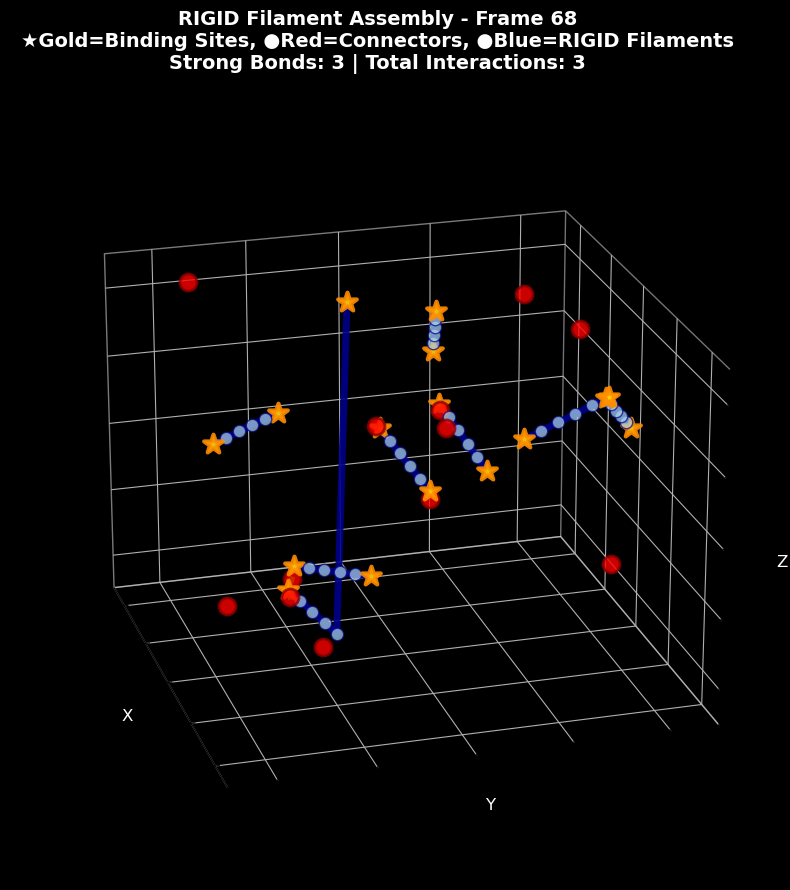 RIGID Filament Assembly - Frame 68
★Gold=Binding Sites, ●Red=Connectors, ●Blue=RIGID Filaments
Strong Bonds: 3 | Total Interactions: 3
Z
X
Y